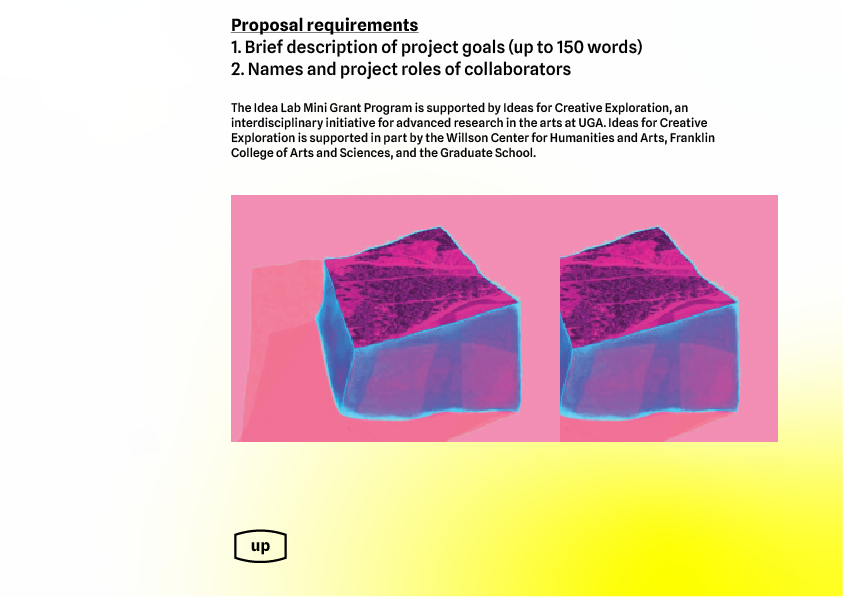 Proposal requirements
1. Brief description of project goals (up to 150 words)
2. Names and project roles of collaborators
The Idea Lab Mini Grant Program is supported by Ideas for Creative Exploration, an
interdisciplinary initiative for advanced research in the arts at UGA. Ideas for Creative
Exploration is supported in part by the Willson Center for Humanities and Arts, Franklin
College of Arts and Sciences, and the Graduate School.
up